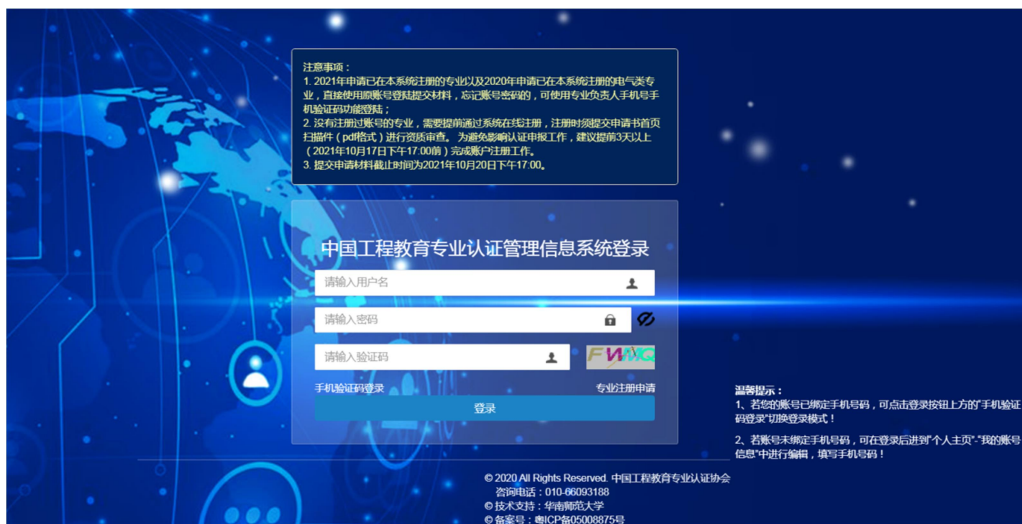 注意事项：
1. 2021年申请已在本系统注册的专业以及2020年申请已在本系统注册的电气类专
业，直接使用原账号登陆提交材料，忘记账号密码的，可使用专业负责人手机号手
机验证码功能登陆；
2. 没有注册过账号的专业，需要提前通过系统在线注册，注册时须提交申请书首页
扫描件（pdf格式）进行资质审查。 为避免影响认证申报工作，建议提前3天以上
（2021年10月17日下午17:00前）完成账户注册工作。
3. 提交申请材料截止时间为2021年10月20日下午17:00。
中国工程教育专业认证管理信息系统登录
请输入用户名
请输入密码
请输入验证码
FWMQ
手机验证码登录 专业注册申请
登录
温馨提示：
1、若您的账号已绑定手机号码，可点击登录按钮上方的“手机验证
码登录”切换登录模式！
2、若账号未绑定手机号码，可在登录后进到“个人主页”-“我的账号
信息”中进行编辑，填写手机号码！
© 2020 All Rights Reserved. 中国工程教育专业认证协会
咨询电话：010-66093188
© 技术支持：华南师范大学
© 备案号：粤ICP备05008875号